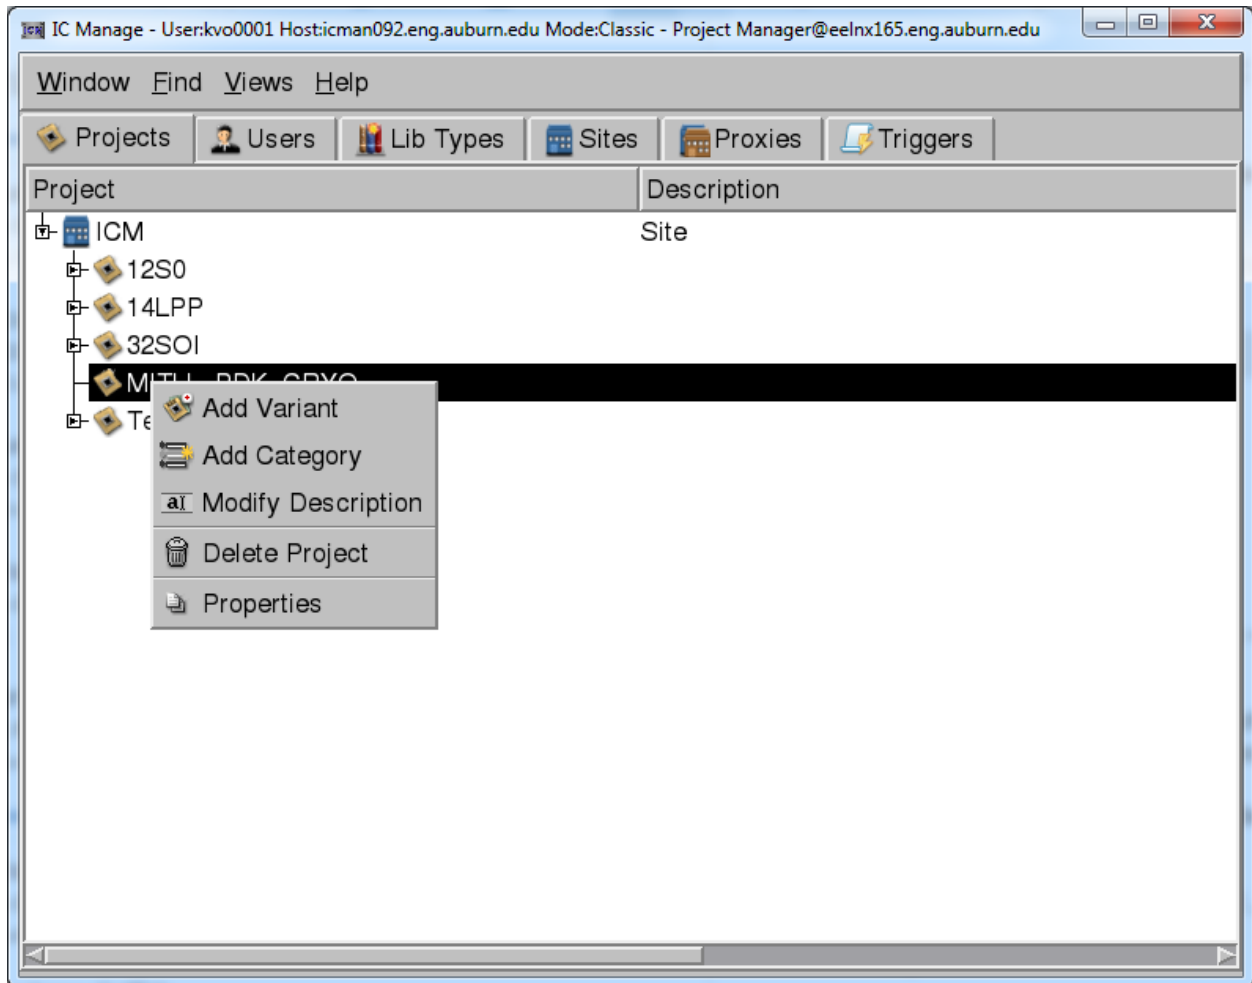 IC Manage - User:kvo0001 Host:icman092.eng.auburn.edu Mode:Classic - Project Manager@eelnx165.eng.auburn.edu
Window Find Views Help
Projects Users Lib Types Sites Proxies Triggers
Project Description
ICM Site
12S0
14LPP
32SOI
Add Variant
Add Category
Modify Description
Delete Project
Properties